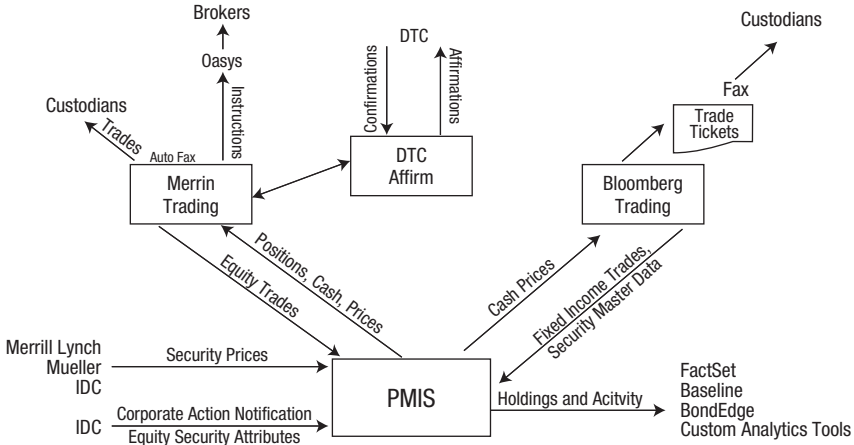 Brokers
Oasys
Instructions
Custodians
Trades
Auto Fax
Merrin
Trading
DTC
Confirmations
Affirmations
DTC
Affirm
Custodians
Fax
Trade
Tickets
Bloomberg
Trading
Equity Trades
Positions, Cash, Prices
Cash Prices
Fixed Income Trades,
Security Master Data
Merrill Lynch
Mueller
IDC
Security Prices
IDC
Corporate Action Notification
Equity Security Attributes
PMIS
Holdings and Acitvity
FactSet
Baseline
BondEdge
Custom Analytics Tools